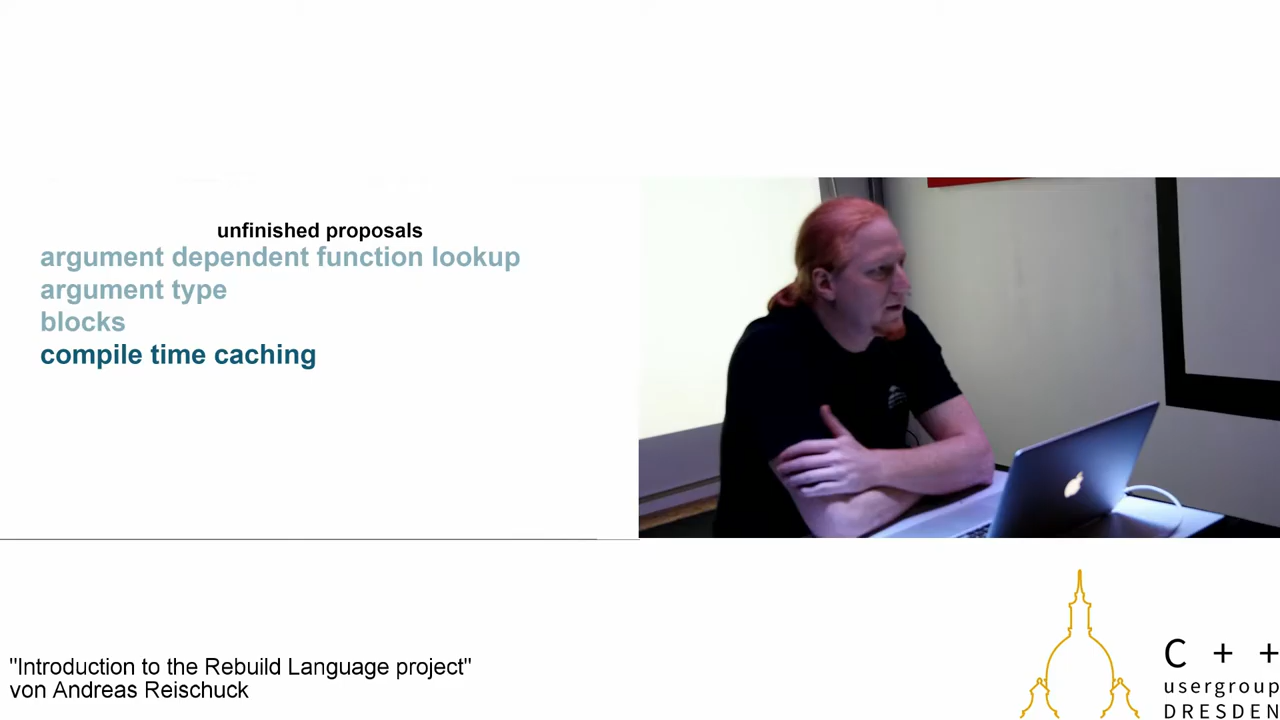 unfinished proposals
argument dependent function lookup
argument type
blocks
compile time caching
"Introduction to the Rebuild Language project"
von Andreas Reischuck
C + +
usergroup
DRESDEN